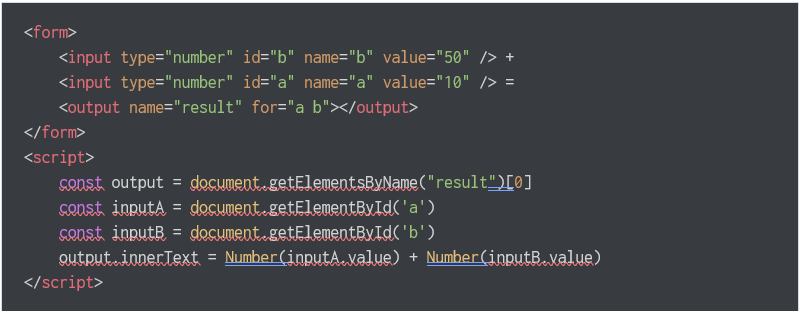 <form>
<input type="number" id="b" name="b" value="50" /> +
<input type="number" id="a" name="a" value="10" /> =
<output name="result" for="a b"></output>
</form>
<script>
const output = document.getElementsByName("result")[0]
const inputA = document.getElementById('a')
const inputB = document.getElementById('b')
output.innerText = Number(inputA.value) + Number(inputB.value)
</script>